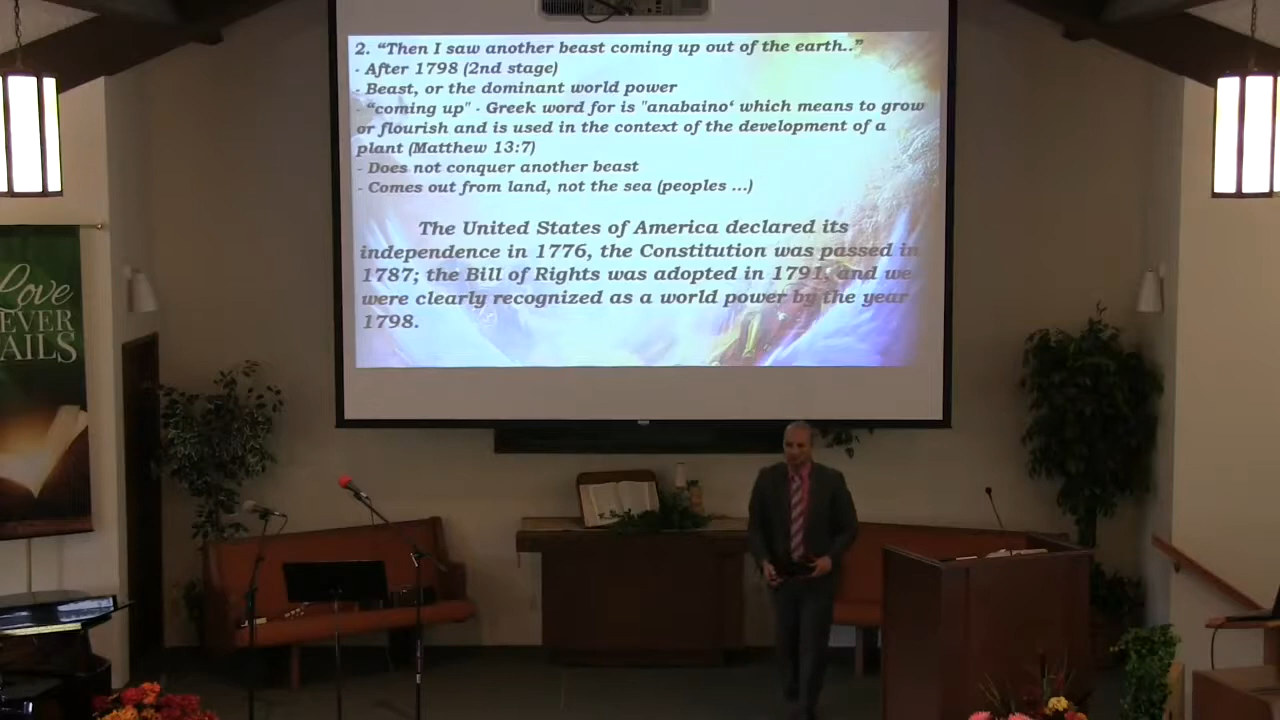 2. “Then I saw another beast coming up out of the earth..”
- After 1798 (2nd stage)
- Beast, or the dominant world power
- “coming up" - Greek word for is "anabaino‘ which means to grow
or flourish and is used in the context of the development of a
plant (Matthew 13:7)
- Does not conquer another beast
- Comes out from land, not the sea (peoples ...)
The United States of America declared its
independence in 1776, the Constitution was passed in
1787; the Bill of Rights was adopted in 1791, and we
were clearly recognized as a world power by the year
1798.
Love
EVER
AILS